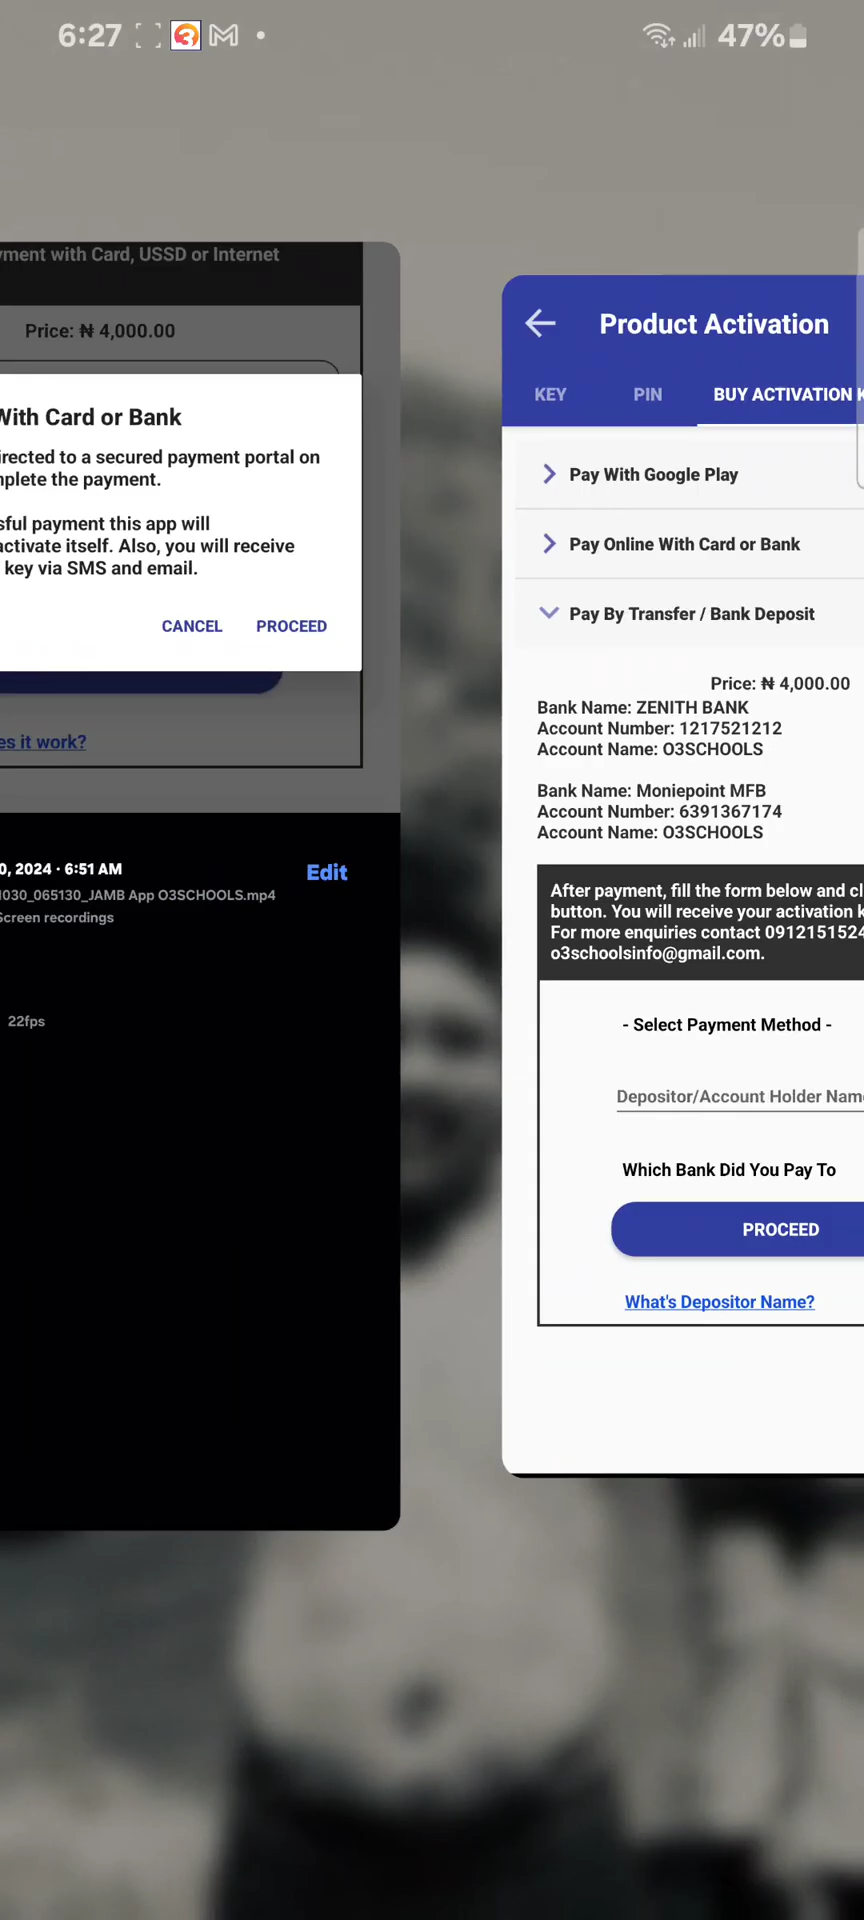 6:27
47%
yment with Card, USSD or Internet
Price: ₦ 4,000.00
With Card or Bank
irected to a secured payment portal on
nplete the payment.
sful payment this app will
activate itself. Also, you will receive
key via SMS and email.
CANCEL PROCEED
es it work?
0, 2024 · 6:51 AM
Edit
1030_065130_JAMB App O3SCHOOLS.mp4
Screen recordings
22fps
Product Activation
KEY PIN BUY ACTIVATION K
Pay With Google Play
Pay Online With Card or Bank
Pay By Transfer / Bank Deposit
Price: ₦ 4,000.00
Bank Name: ZENITH BANK
Account Number: 1217521212
Account Name: O3SCHOOLS
Bank Name: Moniepoint MFB
Account Number: 6391367174
Account Name: O3SCHOOLS
After payment, fill the form below and cl
button. You will receive your activation k
For more enquiries contact 0912151524
o3schoolsinfo@gmail.com.
- Select Payment Method -
Depositor/Account Holder Name
Which Bank Did You Pay To
PROCEED
What's Depositor Name?